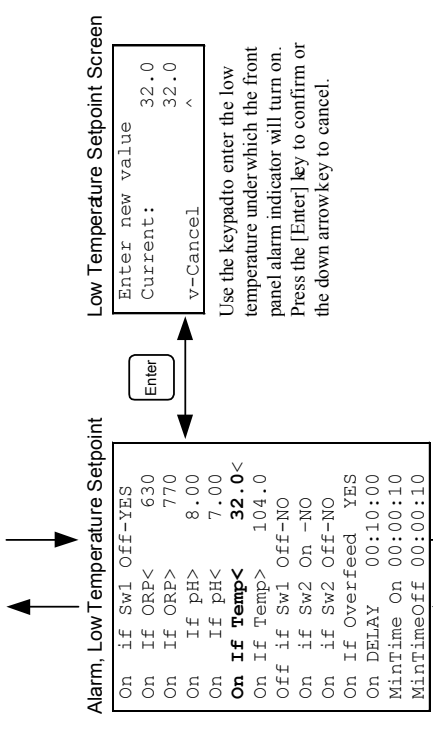 Alarm, Low Temperature Setpoint
On if Sw1 Off-YES
On If ORP< 630
On If ORP> 770
On If pH> 8.00
On If pH< 7.00
On If Temp< 32.0<
On If Temp> 104.0
Off if Sw1 Off-NO
On if Sw2 On -NO
On if Sw2 Off-NO
On If Overfeed YES
On DELAY 00:10:00
MinTime On 00:00:10
MinTimeOff 00:00:10
Enter
Low Temperature Setpoint Screen
Enter new value
Current: 32.0
32.0
v-Cancel ^
Use the keypadto enter the low
temperature under which the front
panel alarm indicator will turn on.
Press the [Enter] key to confirm or
the down arrowkey to cancel.